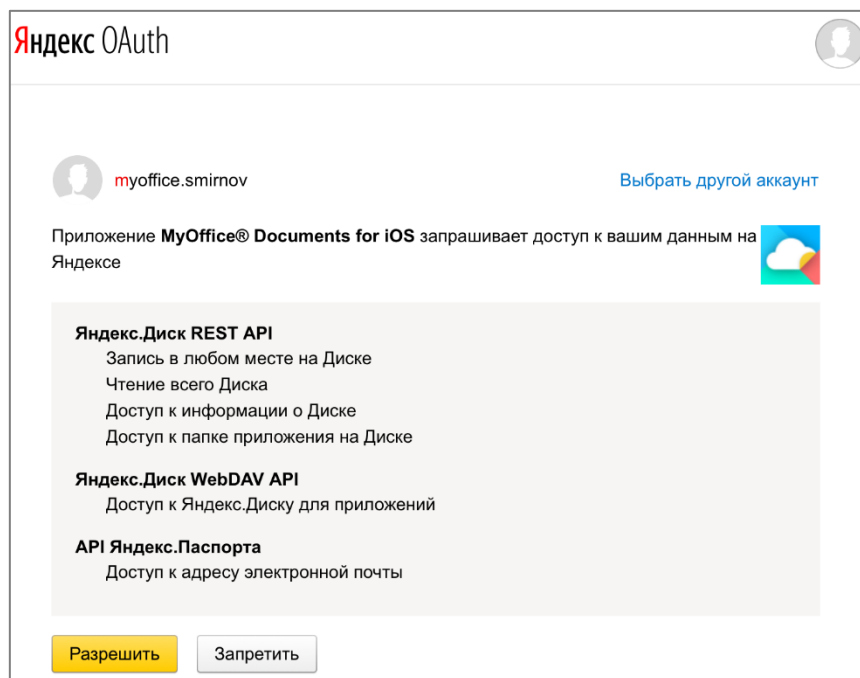 Яндекс OAuth
myoffice.smirnov
Выбрать другой аккаунт
Приложение MyOffice® Documents for iOS запрашивает доступ к вашим данным на
Яндексе
Яндекс.Диск REST API
Запись в любом месте на Диске
Чтение всего Диска
Доступ к информации о Диске
Доступ к папке приложения на Диске
Яндекс.Диск WebDAV API
Доступ к Яндекс.Диску для приложений
API Яндекс.Паспорта
Доступ к адресу электронной почты
Разрешить
Запретить